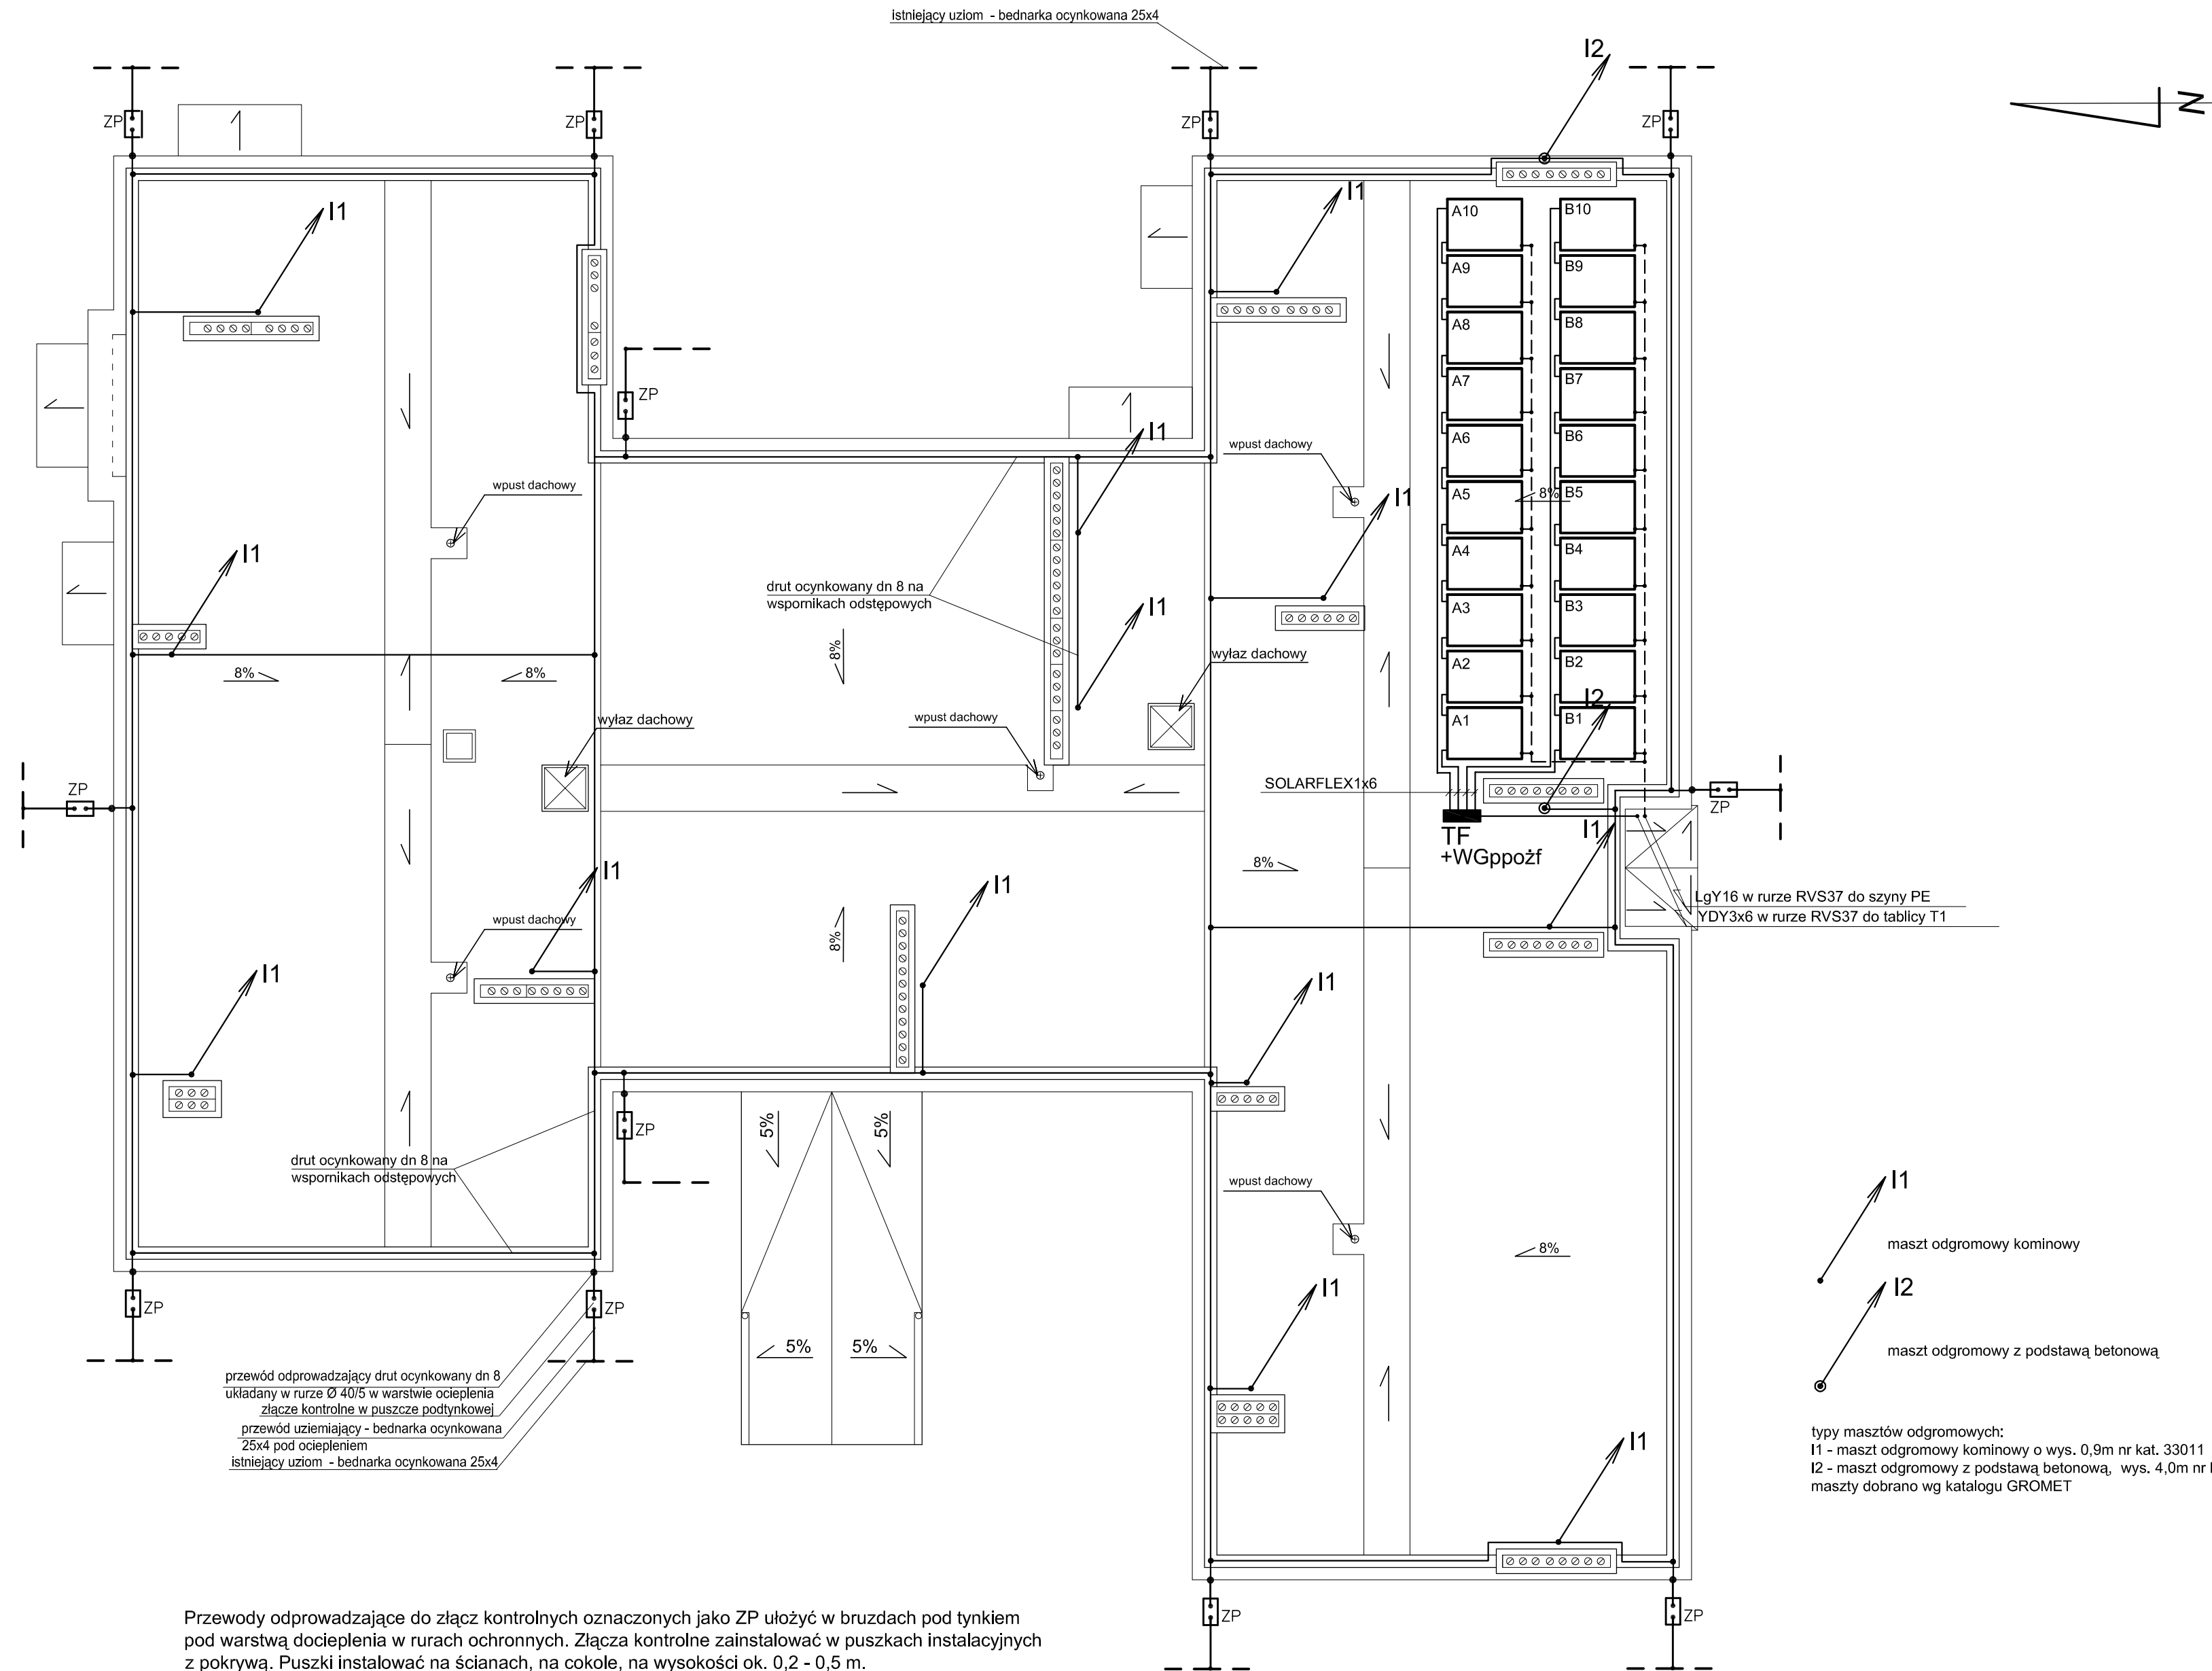 istniejący uziom - bednarka ocynkowana 25x4
I2
N
ZP
ZP
ZP
ZP
I1
I1
A10
B10
A9
B9
A8
B8
A7
B7
A6
B6
A5
8%
B5
A4
B4
A3
B3
A2
B2
A1
B1
I2
ZP
I1
wpust dachowy
wpust dachowy
I1
I1
drut ocynkowany dn 8 na
wspornikach odstępowych
I1
8%
wyłaz dachowy
8%
8%
wyłaz dachowy
wpust dachowy
ZP
SOLARFLEX1x6
ZP
TF
+WGppożf
I1
8%
I1
I1
LgY16 w rurze RVS37 do szyny PE
YDY3x6 w rurze RVS37 do tablicy T1
wpust dachowy
8%
I1
I1
5%
5%
ZP
drut ocynkowany dn 8 na
wspornikach odstępowych
wpust dachowy
I1
maszt odgromowy kominowy
8%
I1
I2
ZP
ZP
5%
5%
maszt odgromowy z podstawą betonową
przewód odprowadzający drut ocynkowany dn 8
układany w rurze Ø 40/5 w warstwie ocieplenia
złącze kontrolne w puszcze podtynkowej
przewód uziemiający - bednarka ocynkowana
25x4 pod ociepleniem
istniejący uziom - bednarka ocynkowana 25x4
I1
typy masztów odgromowych:
I1 - maszt odgromowy kominowy o wys. 0,9m nr kat. 33011
I2 - maszt odgromowy z podstawą betonową, wys. 4,0m nr
maszty dobrano wg katalogu GROMET
ZP
ZP
Przewody odprowadzające do złącz kontrolnych oznaczonych jako ZP ułożyć w bruzdach pod tynkiem
pod warstwą docieplenia w rurach ochronnych. Złącza kontrolne zainstalować w puszkach instalacyjnych
z pokrywą. Puszki instalować na ścianach, na cokole, na wysokości ok. 0,2 - 0,5 m.